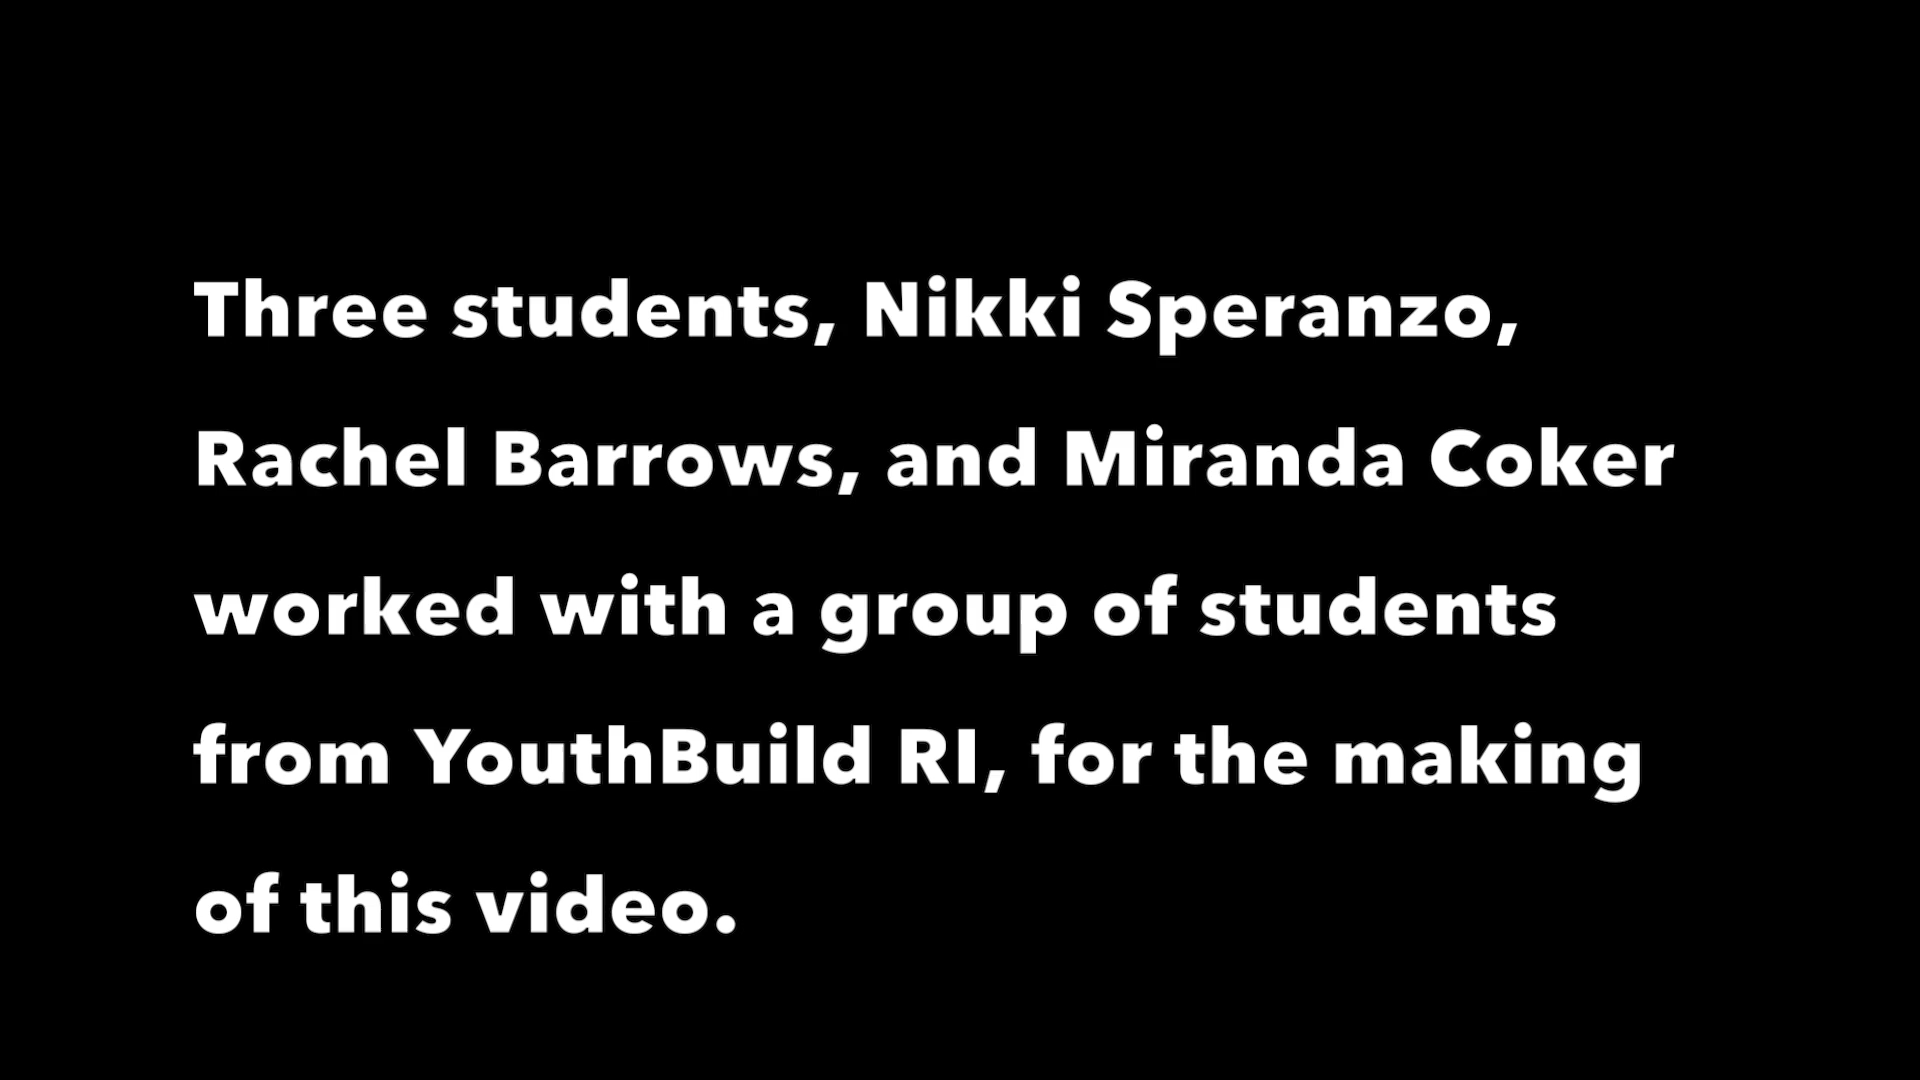 Three students, Nikki Speranzo,
Rachel Barrows, and Miranda Coker
worked with a group of students
from YouthBuild RI, for the making
of this video.